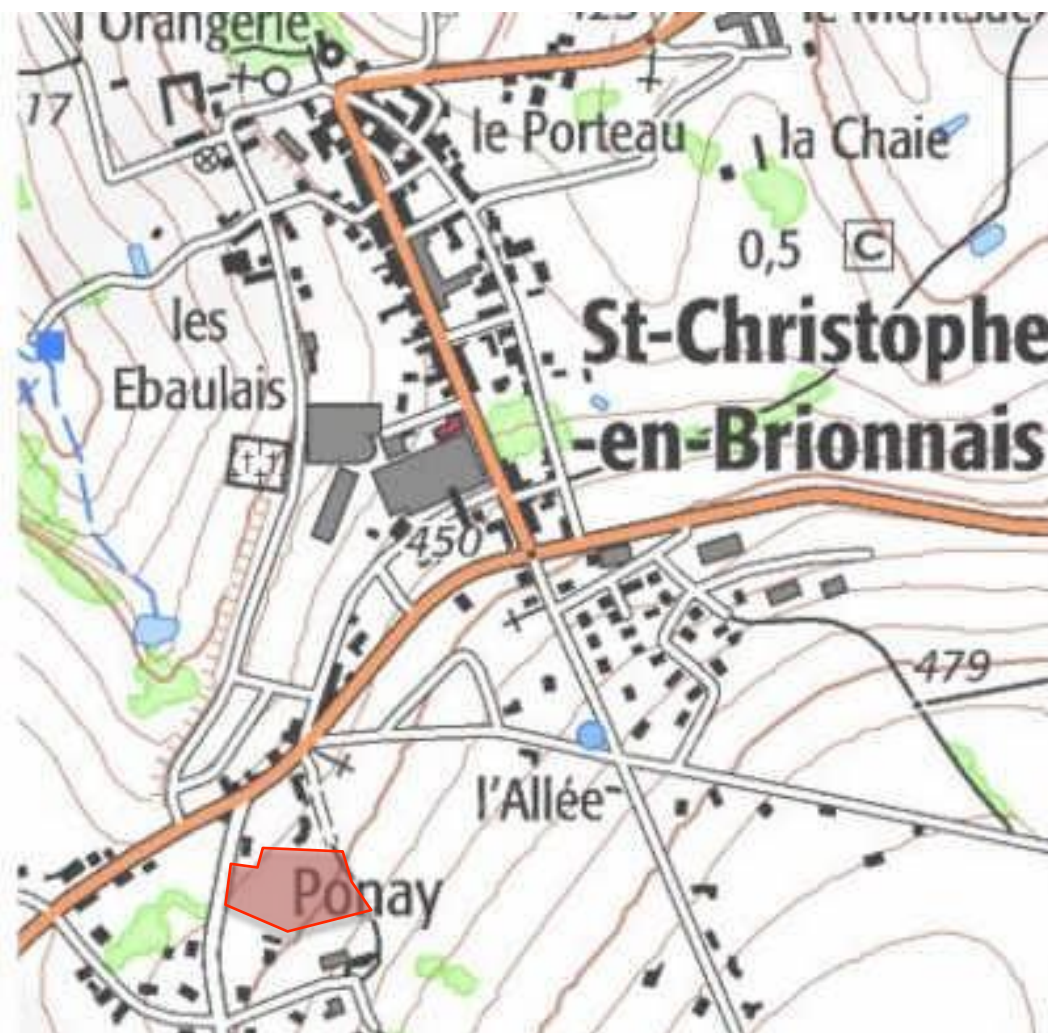 l'Orangerie
17
le Porteau
la Chaie
0,5 C
St-Christophe
-en-Brionnais
les
Ebaulais
450
479
l'Allée
Ponay